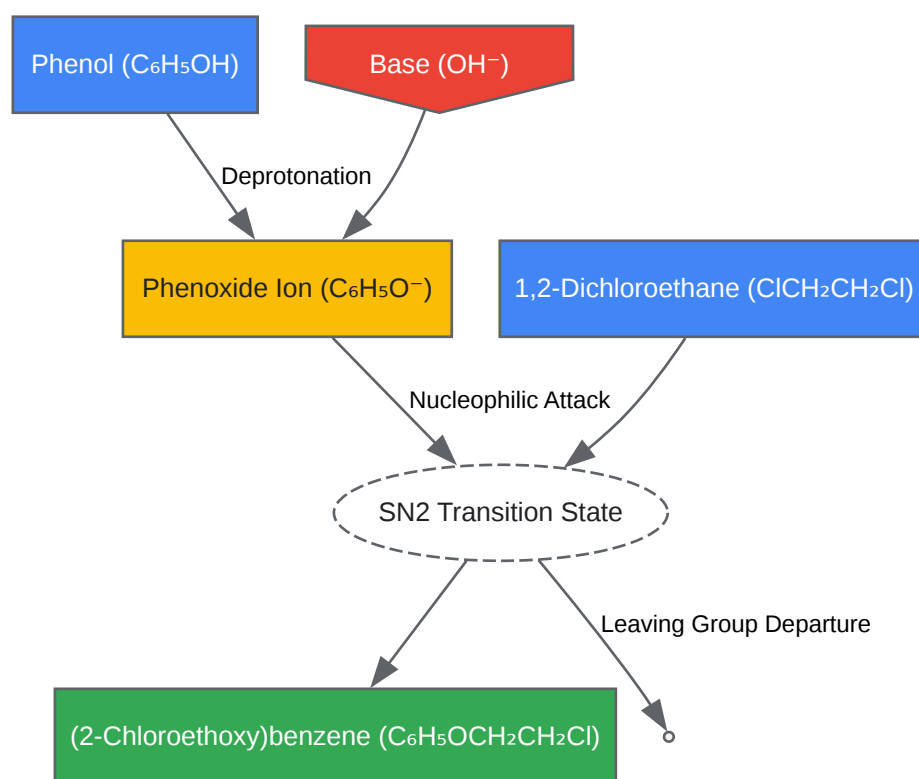 Phenol (C₆H₅OH)
Base (OH⁻)
Deprotonation
Phenoxide Ion (C₆H₅O⁻)
1,2-Dichloroethane (ClCH₂CH₂Cl)
Nucleophilic Attack
SN2 Transition State
Leaving Group Departure
(2-Chloroethoxy)benzene (C₆H₅OCH₂CH₂Cl)